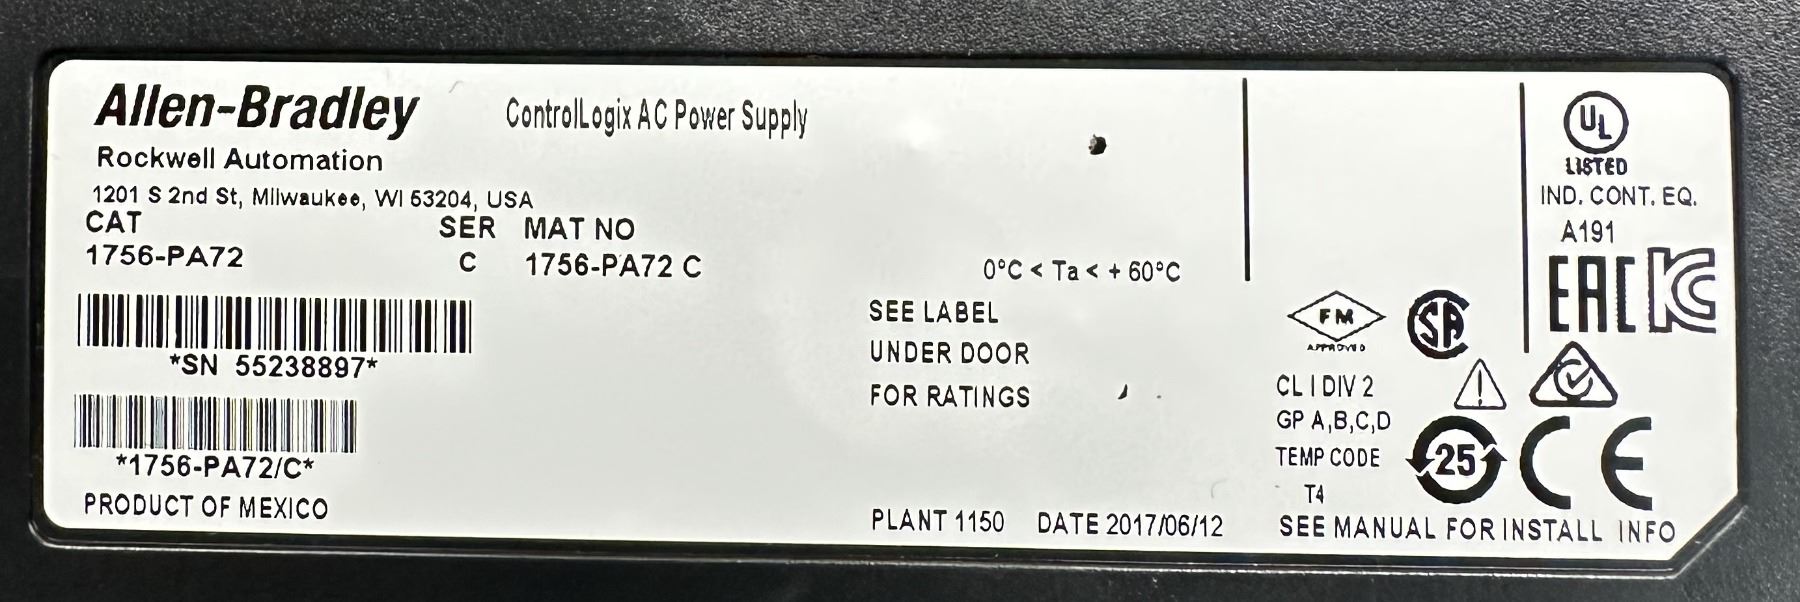 Allen-Bradley
ControlLogix AC Power Supply
Rockwell Automation
1201 S 2nd St, Milwaukee, WI 53204, USA
CAT SER MAT NO
1756-PA72 C 1756-PA72 C
*SN 55238897*
*1756-PA72/C*
PRODUCT OF MEXICO
0°C < Ta < + 60°C
SEE LABEL
UNDER DOOR
FOR RATINGS
PLANT 1150 DATE 2017/06/12
UL
LISTED
IND. CONT. EQ.
A191
EAC KC
FM
APPROVED
SA
CL I DIV 2
GP A,B,C,D
TEMP CODE
T4
25
CE
SEE MANUAL FOR INSTALL INFO